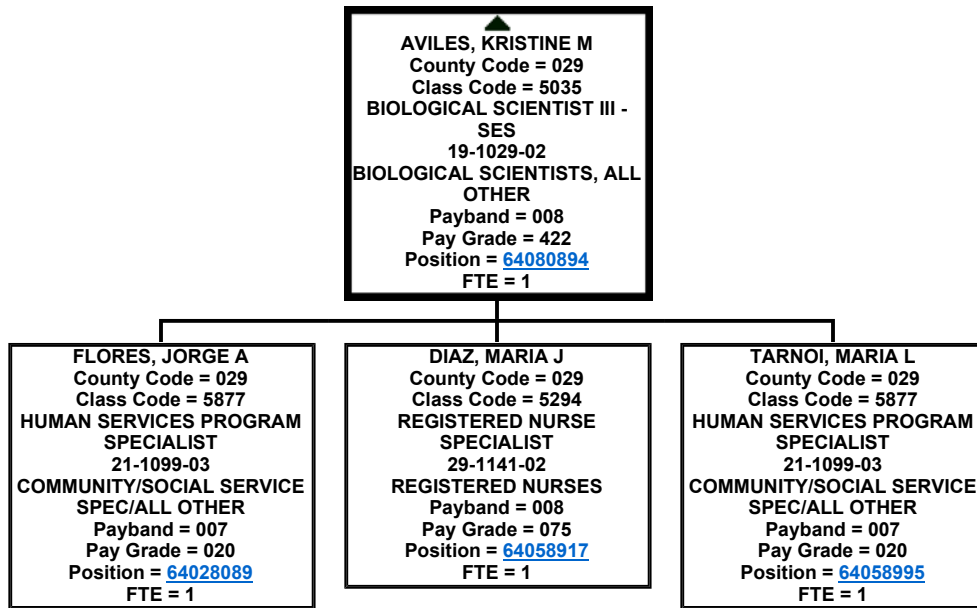 AVILES, KRISTINE M
County Code = 029
Class Code = 5035
BIOLOGICAL SCIENTIST III -
SES
19-1029-02
BIOLOGICAL SCIENTISTS, ALL
OTHER
Payband = 008
Pay Grade = 422
Position = 64080894
FTE = 1
FLORES, JORGE A
County Code = 029
Class Code = 5877
HUMAN SERVICES PROGRAM
SPECIALIST
21-1099-03
COMMUNITY/SOCIAL SERVICE
SPEC/ALL OTHER
Payband = 007
Pay Grade = 020
Position = 64028089
FTE = 1
DIAZ, MARIA J
County Code = 029
Class Code = 5294
REGISTERED NURSE
SPECIALIST
29-1141-02
REGISTERED NURSES
Payband = 008
Pay Grade = 075
Position = 64058917
FTE = 1
TARNOI, MARIA L
County Code = 029
Class Code = 5877
HUMAN SERVICES PROGRAM
SPECIALIST
21-1099-03
COMMUNITY/SOCIAL SERVICE
SPEC/ALL OTHER
Payband = 007
Pay Grade = 020
Position = 64058995
FTE = 1